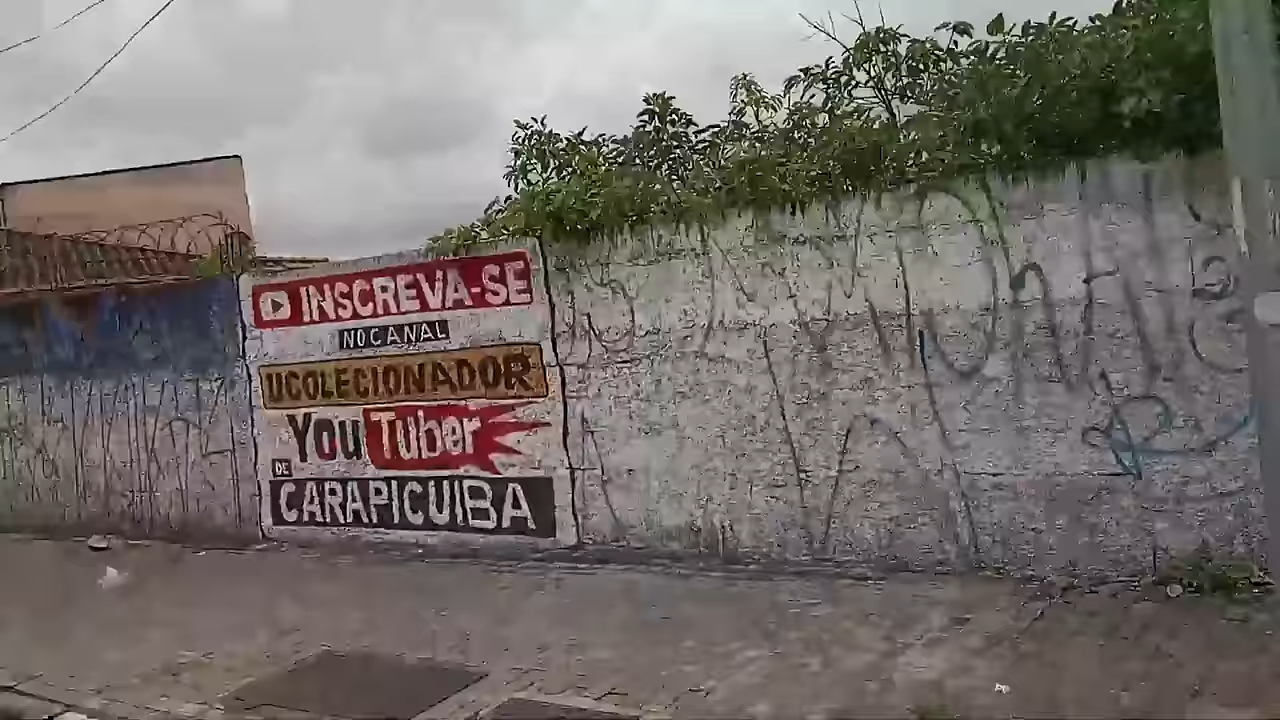 INSCREVA-SE
NO CANAL
UCOLECIONADOR
YouTuber
DE
CARAPICUIBA